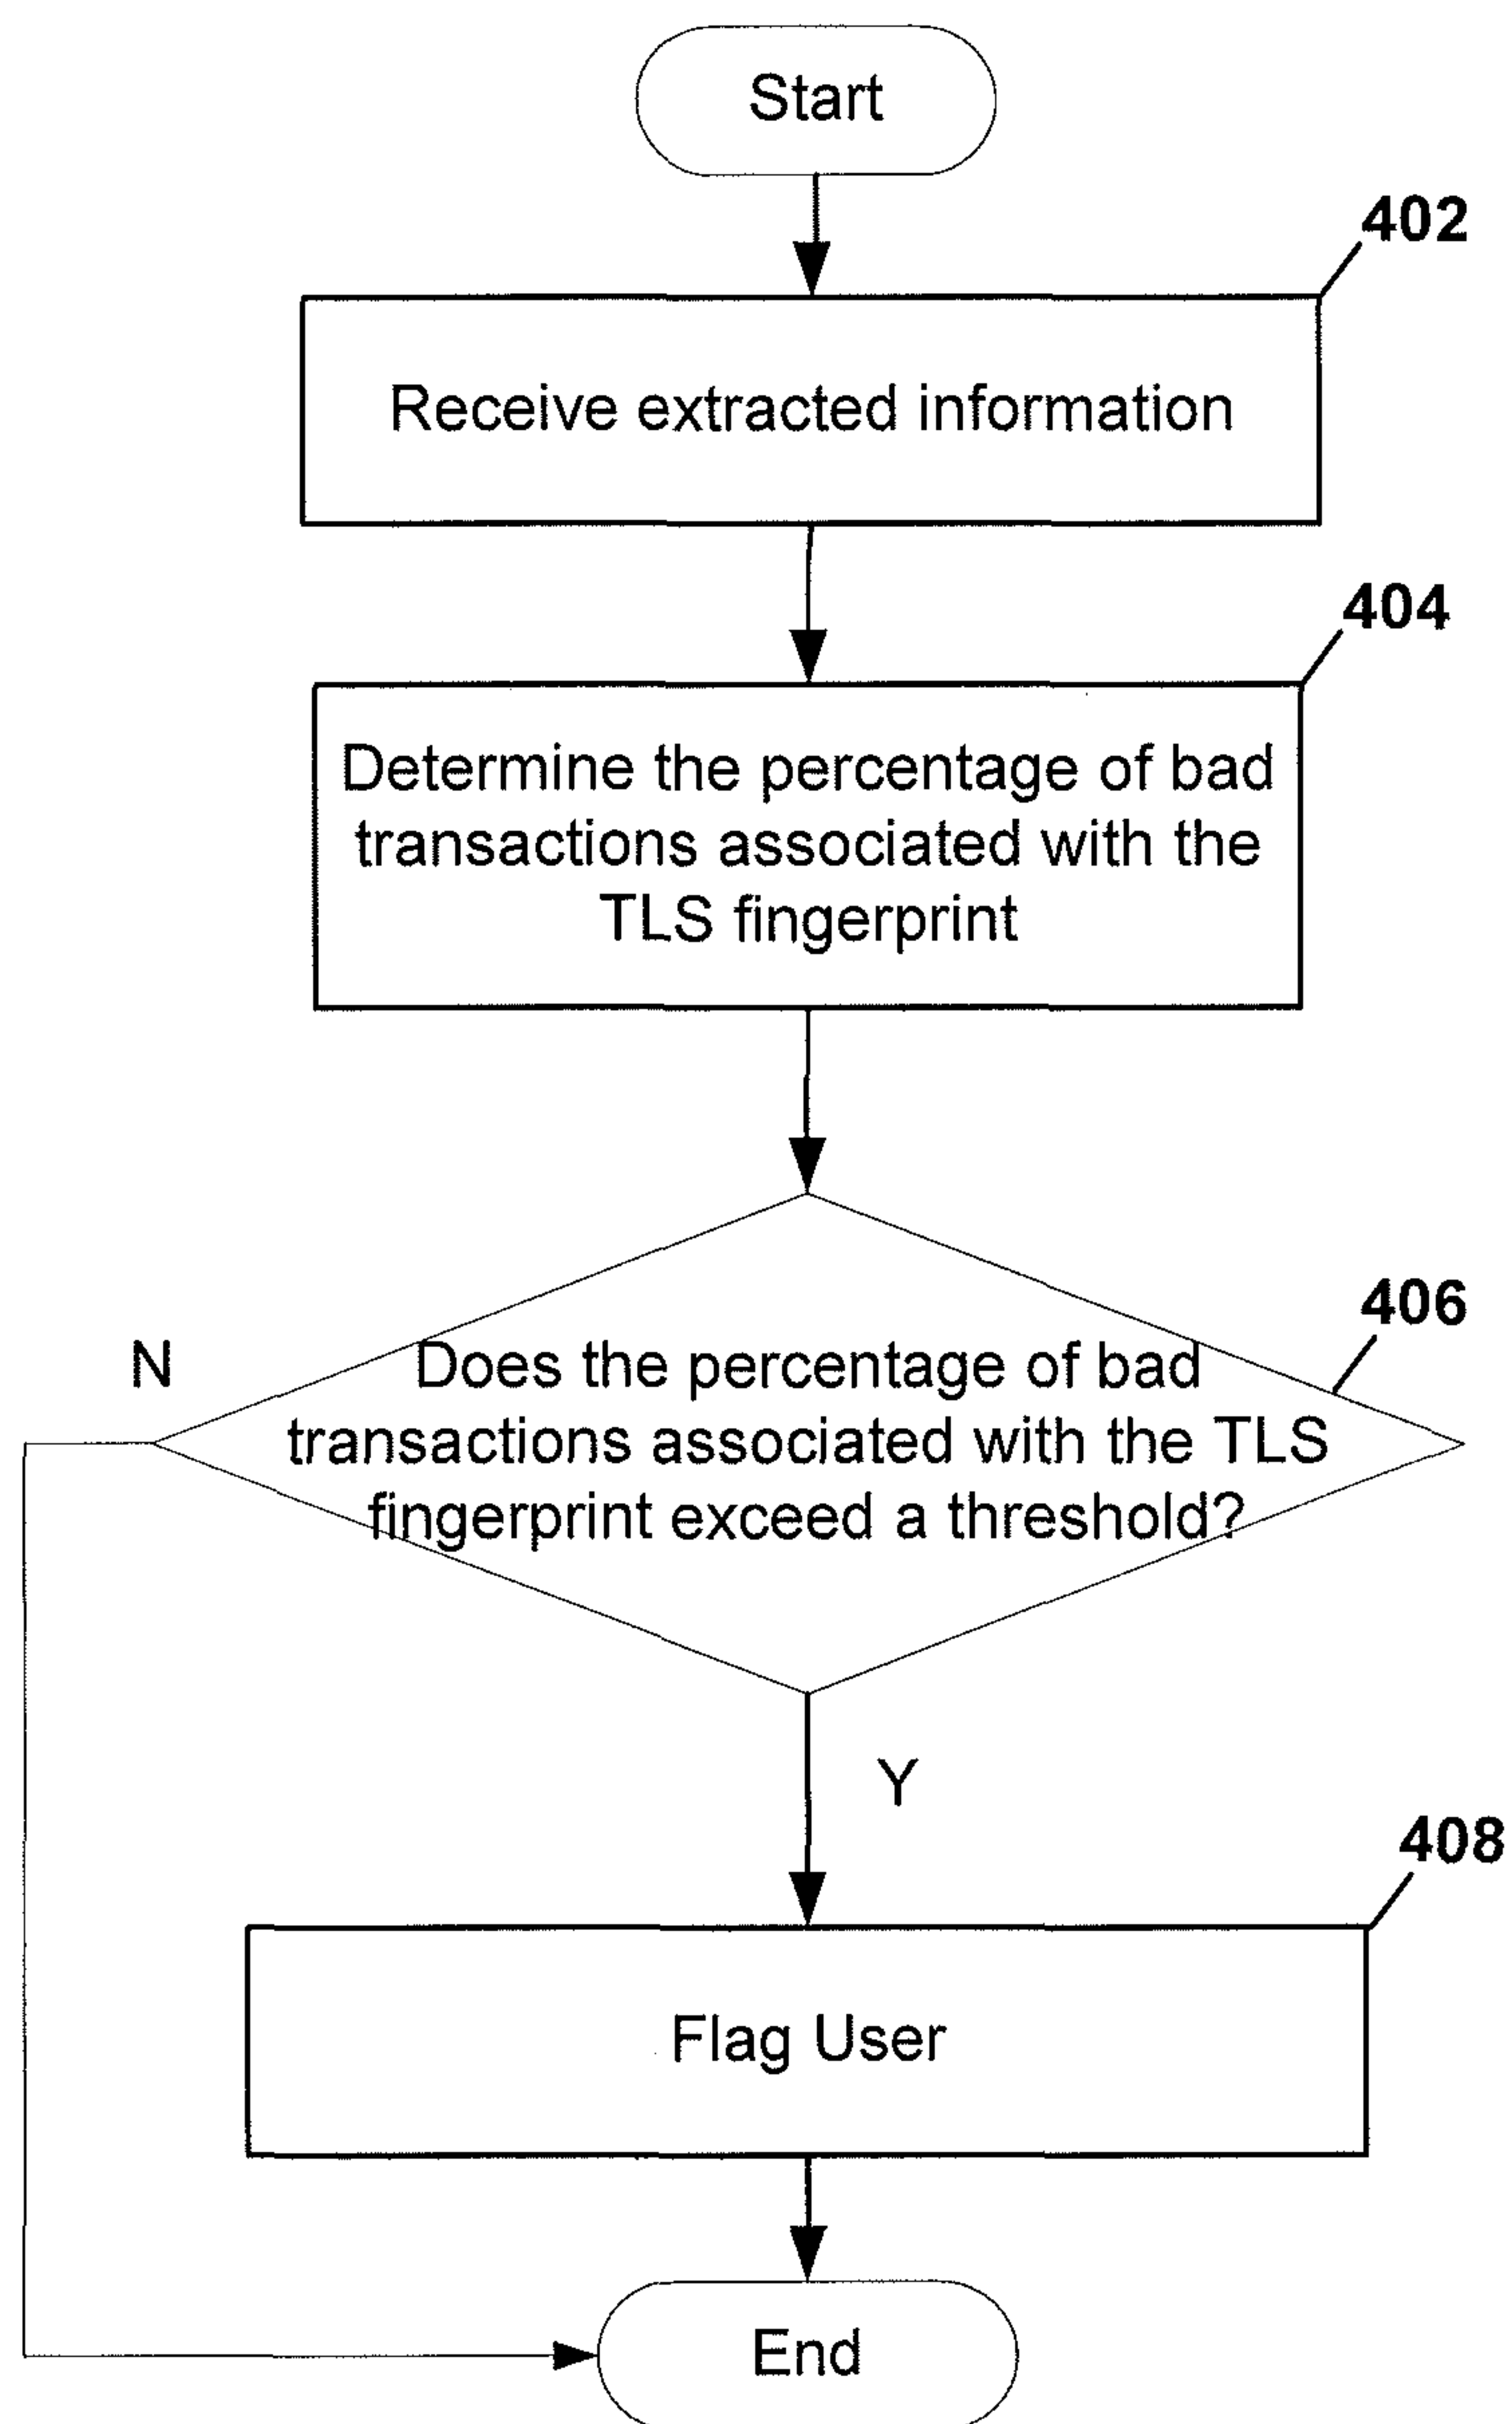 Start
402
Receive extracted information
404
Determine the percentage of bad
transactions associated with the
TLS fingerprint
406
N
Does the percentage of bad
transactions associated with the TLS
fingerprint exceed a threshold?
Y
408
Flag User
End